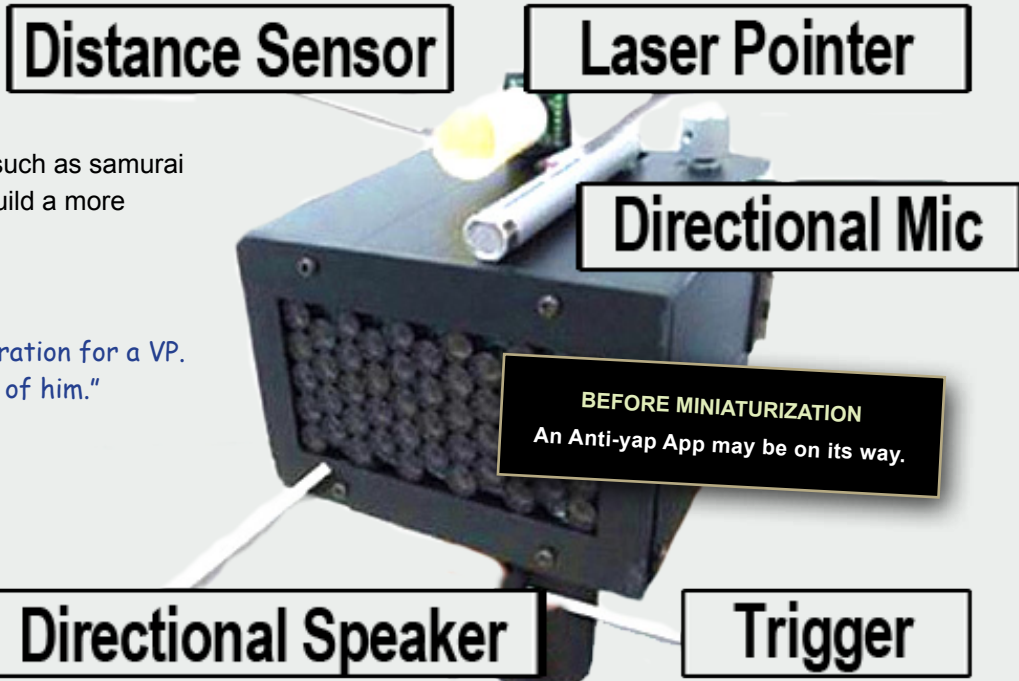 Distance Sensor
Laser Pointer
such as samurai
uild a more
Directional Mic
ration for a VP.
of him."
BEFORE MINIATURIZATION
An Anti-yap App may be on its way.
Directional Speaker
Trigger